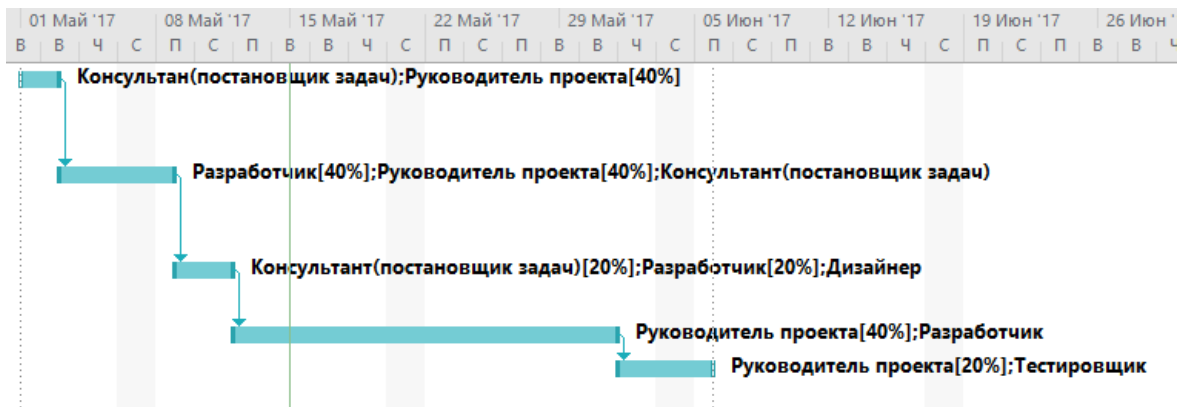 01 Май '17 08 Май '17 15 Май '17 22 Май '17 29 Май '17 05 Июн '17 12 Июн '17 19 Июн '17 26 Июн '
В В Ч С П С П В В Ч С П С П В В Ч С П С П В В Ч С П С П В В Ч
Консультан(постановщик задач);Руководитель проекта[40%]
Разработчик[40%];Руководитель проекта[40%];Консультант(постановщик задач)
Консультант(постановщик задач)[20%];Разработчик[20%];Дизайнер
Руководитель проекта[40%];Разработчик
Руководитель проекта[20%];Тестировщик